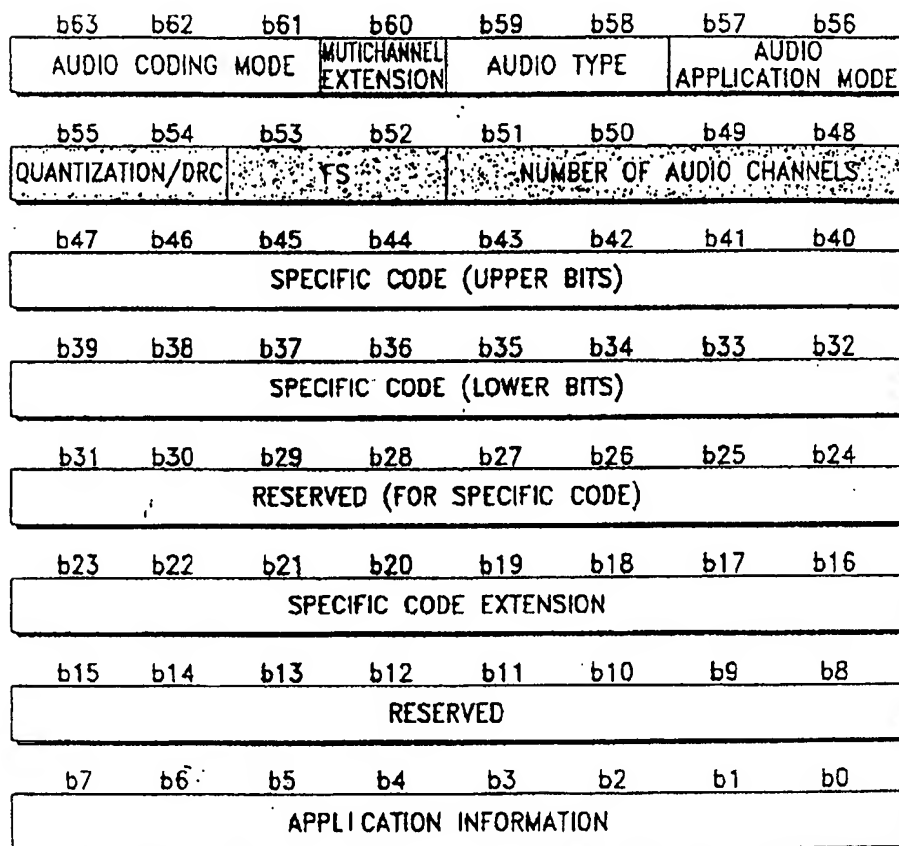 b63 b62 b61 b60 b59 b58 b57 b56
AUDIO CODING MODE MUTICHANNEL EXTENSION AUDIO TYPE AUDIO APPLICATION MODE
b55 b54 b53 b52 b51 b50 b49 b48
QUANTIZATION/DRC FS NUMBER OF AUDIO CHANNELS
b47 b46 b45 b44 b43 b42 b41 b40
SPECIFIC CODE (UPPER BITS)
b39 b38 b37 b36 b35 b34 b33 b32
SPECIFIC CODE (LOWER BITS)
b31 b30 b29 b28 b27 b26 b25 b24
RESERVED (FOR SPECIFIC CODE)
b23 b22 b21 b20 b19 b18 b17 b16
SPECIFIC CODE EXTENSION
b15 b14 b13 b12 b11 b10 b9 b8
RESERVED
b7 b6 b5 b4 b3 b2 b1 b0
APPLICATION INFORMATION